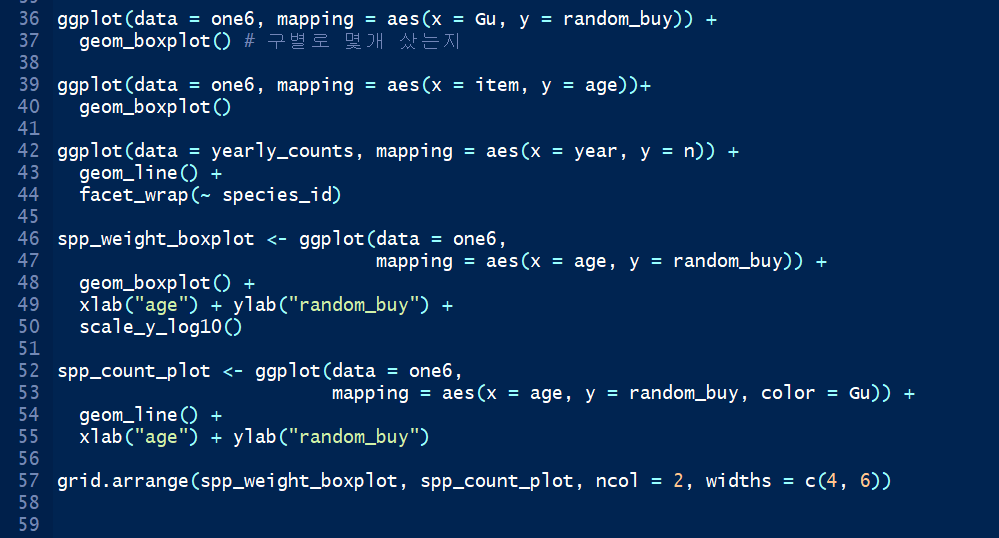 36 ggplot(data = one6, mapping = aes(x = Gu, y = random_buy)) +
37   geom_boxplot() # 구별로 몇개 샀는지
38
39 ggplot(data = one6, mapping = aes(x = item, y = age))+
40   geom_boxplot()
41
42 ggplot(data = yearly_counts, mapping = aes(x = year, y = n)) +
43   geom_line() +
44   facet_wrap(~ species_id)
45
46 spp_weight_boxplot <- ggplot(data = one6,
47                              mapping = aes(x = age, y = random_buy)) +
48   geom_boxplot() +
49   xlab("age") + ylab("random_buy") +
50   scale_y_log10()
51
52 spp_count_plot <- ggplot(data = one6,
53                          mapping = aes(x = age, y = random_buy, color = Gu)) +
54   geom_line() +
55   xlab("age") + ylab("random_buy")
56
57 grid.arrange(spp_weight_boxplot, spp_count_plot, ncol = 2, widths = c(4, 6))
58
59